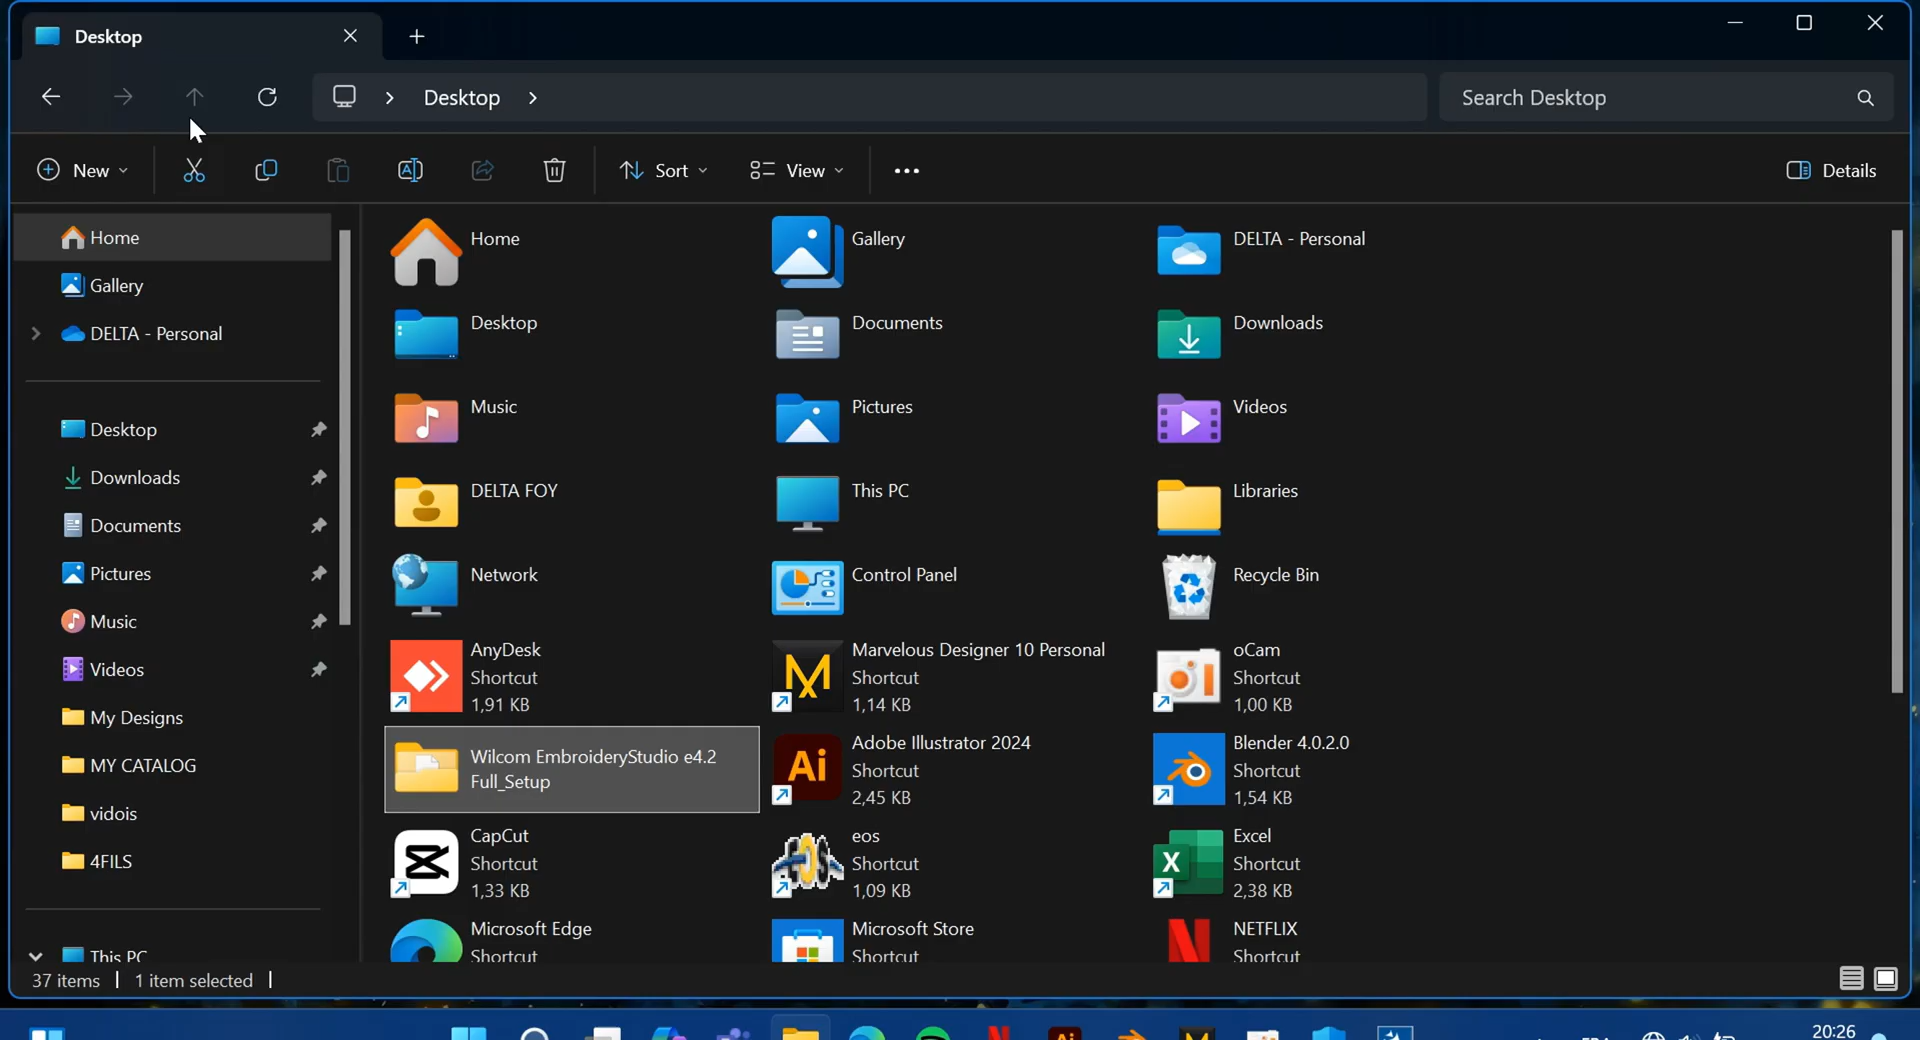 Desktop
Desktop
Search Desktop
New
Sort
View
Details
Home
Gallery
DELTA - Personal
Desktop
Downloads
Documents
Pictures
Music
Videos
My Designs
MY CATALOG
vidois
4FILS
This PC
Home
Gallery
DELTA - Personal
Desktop
Documents
Downloads
Music
Pictures
Videos
DELTA FOY
This PC
Libraries
Network
Control Panel
Recycle Bin
AnyDesk
Shortcut
1,91 KB
Marvelous Designer 10 Personal
Shortcut
1,14 KB
oCam
Shortcut
1,00 KB
Wilcom EmbroideryStudio e4.2
Full_Setup
Adobe Illustrator 2024
Shortcut
2,45 KB
Blender 4.0.2.0
Shortcut
1,54 KB
CapCut
Shortcut
1,33 KB
eos
Shortcut
1,09 KB
Excel
Shortcut
2,38 KB
Microsoft Edge
Shortcut
Microsoft Store
Shortcut
NETFLIX
Shortcut
37 items
1 item selected
20:26